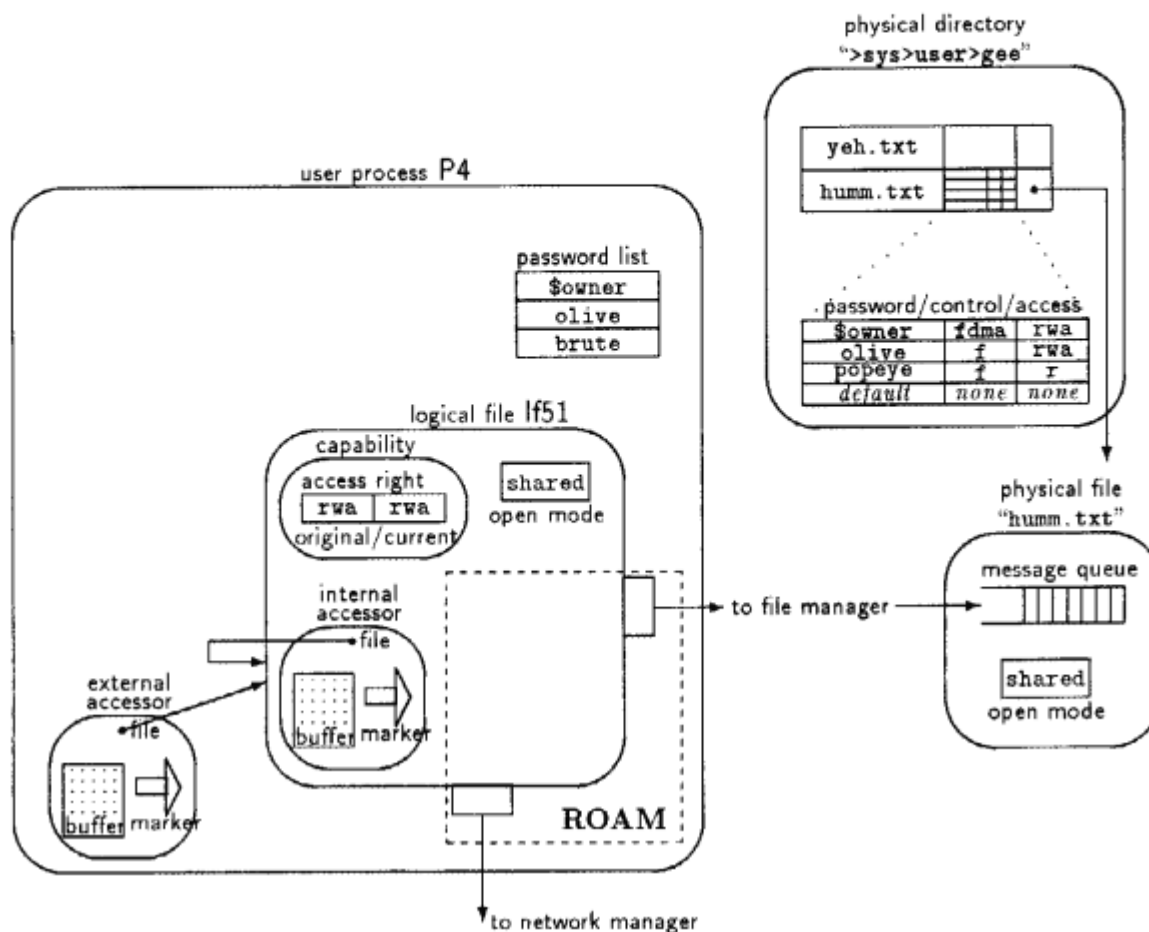 physical directory
“>sys>user>gee”
yeh.txt
humm.txt
password/control/access
$owner fdma rwa
olive f rwa
popeye f r
default none none
user process P4
password list
$owner
olive
brute
logical file lf51
capability
access right
rwa rwa
original/current
shared
open mode
internal
accessor
file
buffer marker
external
accessor
file
buffer marker
ROAM
to file manager
to network manager
physical file
“humm.txt”
message queue
shared
open mode